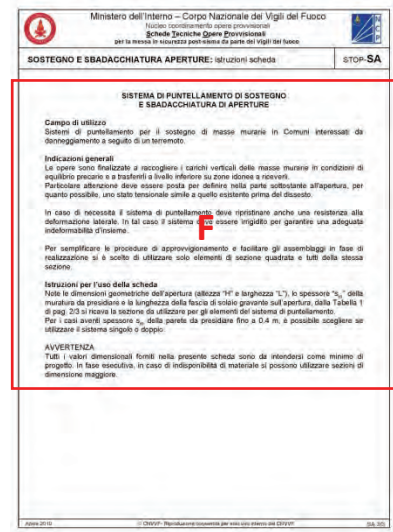 Ministero dell'Interno – Corpo Nazionale dei Vigili del Fuoco
Nucleo coordinamento opere provvisionali
Schede Tecniche Opere Provvisionali
per la messa in sicurezza post-sisma da parte dei Vigili del fuoco
SOSTEGNO E SBADACCHIATURA APERTURE: istruzioni scheda
STOP-SA
SISTEMA DI PUNTELLAMENTO DI SOSTEGNO
E SBADACCHIATURA DI APERTURE
Campo di utilizzo
Sistemi di puntellamento per il sostegno di masse murarie in Comuni interessati da
danneggiamento a seguito di un terremoto.
Indicazioni generali
Le opere sono finalizzate a raccogliere i carichi verticali delle masse murarie in condizioni di
equilibrio precario e a trasferirli a livello inferiore su zone idonee a riceverli.
Particolare attenzione deve essere posta per definire nella parte sottostante all'apertura, per
quanto possibile, uno stato tensionale simile a quello esistente prima del dissesto.
In caso di necessità il sistema di puntellamento deve ripristinare anche una resistenza alla
deformazione laterale. In tal caso il sistema deve essere irrigidito per garantire una adeguata
indeformabilità d'insieme.
F
Per semplificare le procedure di approvvigionamento e facilitare gli assemblaggi in fase di
realizzazione si è scelto di utilizzare solo elementi di sezione quadrata e tutti della stessa
sezione.
Istruzioni per l'uso della scheda
Note le dimensioni geometriche dell'apertura (altezza "H" e larghezza "L"), lo spessore "s" della
muratura da presidiare e la lunghezza della fascia di solaio gravante sull'apertura, dalla Tabella 1
di pag. 2/3 si ricava la sezione da utilizzare per gli elementi del sistema di puntellamento.
Per i casi aventi spessore s della parete da presidiare fino a 0.4 m, è possibile scegliere se
utilizzare il sistema singolo o doppio.
AVVERTENZA
Tutti i valori dimensionali forniti nella presente scheda sono da intendersi come minimo di
progetto. In fase esecutiva, in caso di indisponibilità di materiale si possono utilizzare sezioni di
dimensione maggiore.
2010
CNVVF- Riproduzione consentita per solo uso interno del CNVVF
SA 3/3